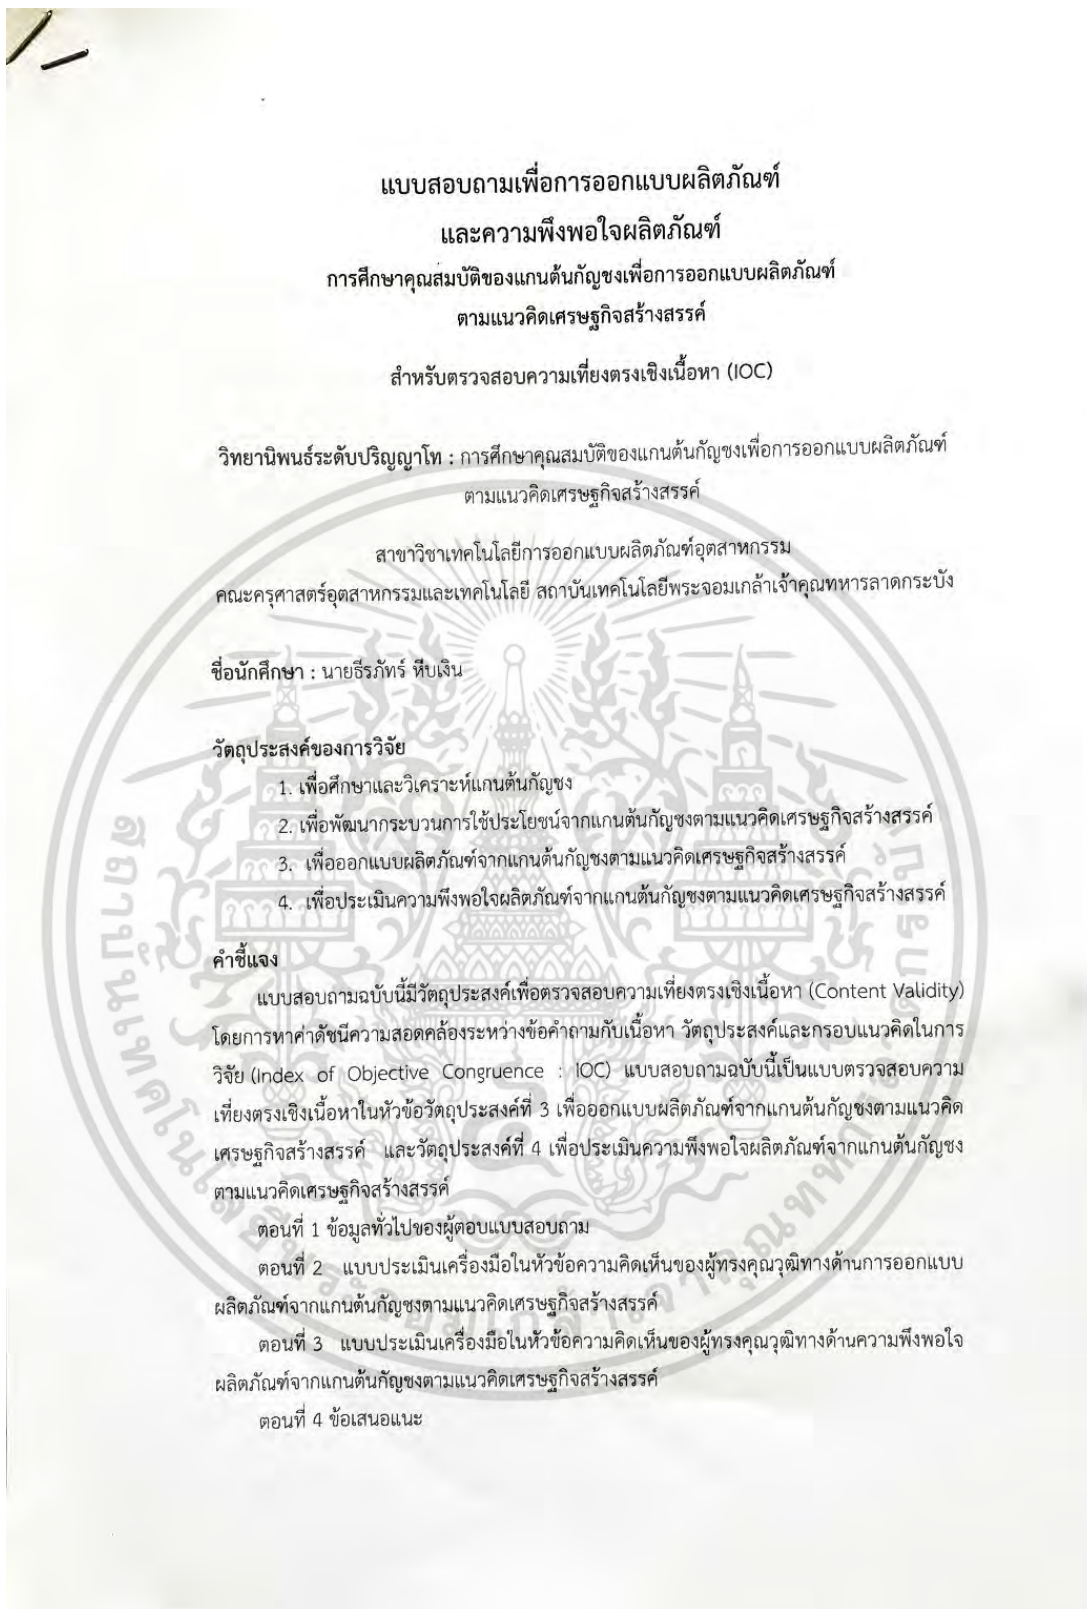 แบบสอบถามเพื่อการออกแบบผลิตภัณฑ์
และความพึงพอใจผลิตภัณฑ์
การศึกษาคุณสมบัติของแกนต้นกัญชงเพื่อการออกแบบผลิตภัณฑ์
ตามแนวคิดเศรษฐกิจสร้างสรรค์
สำหรับตรวจสอบความเที่ยงตรงเชิงเนื้อหา (IOC)
วิทยานิพนธ์ระดับปริญญาโท : การศึกษาคุณสมบัติของแกนต้นกัญชงเพื่อการออกแบบผลิตภัณฑ์
ตามแนวคิดเศรษฐกิจสร้างสรรค์
สาขาวิชาเทคโนโลยีการออกแบบผลิตภัณฑ์อุตสาหกรรม
คณะครุศาสตร์อุตสาหกรรมและเทคโนโลยี สถาบันเทคโนโลยีพระจอมเกล้าเจ้าคุณทหารลาดกระบัง
ชื่อนักศึกษา : นายธีรภัทร์ หีบเงิน
วัตถุประสงค์ของการวิจัย
1. เพื่อศึกษาและวิเคราะห์แกนต้นกัญชง
2. เพื่อพัฒนากระบวนการใช้ประโยชน์จากแกนต้นกัญชงตามแนวคิดเศรษฐกิจสร้างสรรค์
3. เพื่อออกแบบผลิตภัณฑ์จากแกนต้นกัญชงตามแนวคิดเศรษฐกิจสร้างสรรค์
4. เพื่อประเมินความพึงพอใจผลิตภัณฑ์จากแกนต้นกัญชงตามแนวคิดเศรษฐกิจสร้างสรรค์
คำชี้แจง
แบบสอบถามฉบับนี้มีวัตถุประสงค์เพื่อตรวจสอบความเที่ยงตรงเชิงเนื้อหา (Content Validity)
โดยการหาค่าดัชนีความสอดคล้องระหว่างข้อคำถามกับเนื้อหา วัตถุประสงค์และกรอบแนวคิดในการ
วิจัย (Index of Objective Congruence : IOC) แบบสอบถามฉบับนี้เป็นแบบตรวจสอบความ
เที่ยงตรงเชิงเนื้อหาในหัวข้อวัตถุประสงค์ที่ 3 เพื่อออกแบบผลิตภัณฑ์จากแกนต้นกัญชงตามแนวคิด
เศรษฐกิจสร้างสรรค์ และวัตถุประสงค์ที่ 4 เพื่อประเมินความพึงพอใจผลิตภัณฑ์จากแกนต้นกัญชง
ตามแนวคิดเศรษฐกิจสร้างสรรค์
ตอนที่ 1 ข้อมูลทั่วไปของผู้ตอบแบบสอบถาม
ตอนที่ 2 แบบประเมินเครื่องมือในหัวข้อความคิดเห็นของผู้ทรงคุณวุฒิทางด้านการออกแบบ
ผลิตภัณฑ์จากแกนต้นกัญชงตามแนวคิดเศรษฐกิจสร้างสรรค์
ตอนที่ 3 แบบประเมินเครื่องมือในหัวข้อความคิดเห็นของผู้ทรงคุณวุฒิทางด้านความพึงพอใจ
ผลิตภัณฑ์จากแกนต้นกัญชงตามแนวคิดเศรษฐกิจสร้างสรรค์
ตอนที่ 4 ข้อเสนอแนะ
สถาบันเทคโนโลยีพระจอมเกล้าเจ้าคุณทหารลาดกระบัง